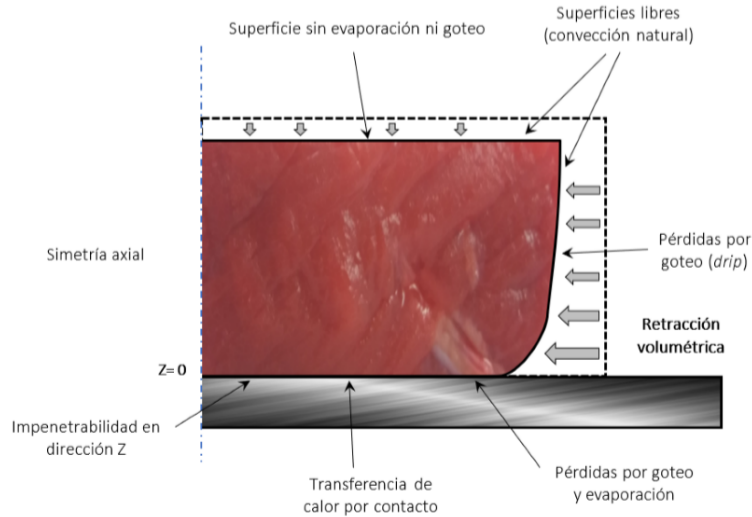 Superficie sin evaporación ni goteo
Superficies libres
(convección natural)
Simetría axial
Pérdidas por
goteo (drip)
Retracción
volumétrica
Z=0
Impenetrabilidad en
dirección Z
Transferencia de
calor por contacto
Pérdidas por goteo
y evaporación